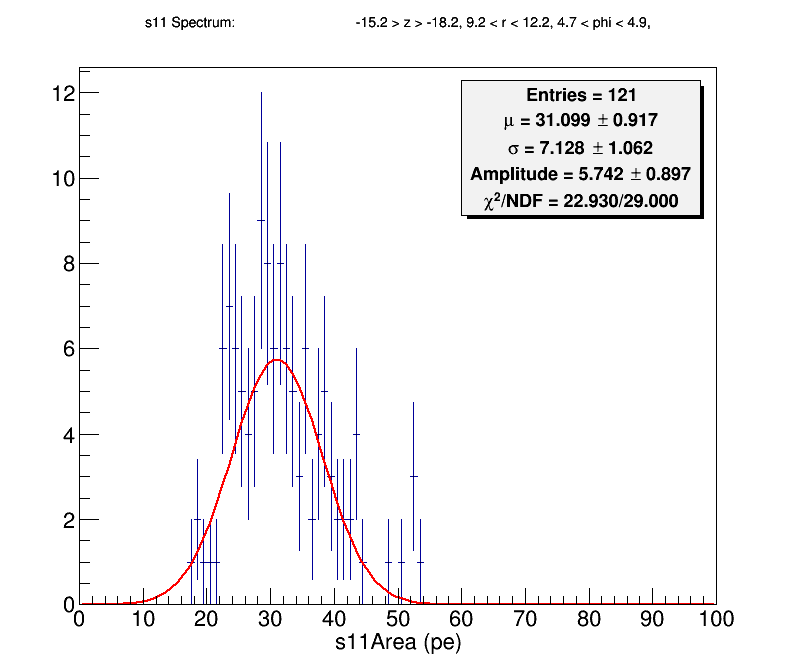 s11 Spectrum: -15.2 > z > -18.2, 9.2 < r < 12.2, 4.7 < phi < 4.9,
Entries = 121
μ = 31.099 ± 0.917
σ = 7.128 ± 1.062
Amplitude = 5.742 ± 0.897
χ²/NDF = 22.930/29.000
12
10
8
6
4
2
0
0 10 20 30 40 50 60 70 80 90 100
s11Area (pe)